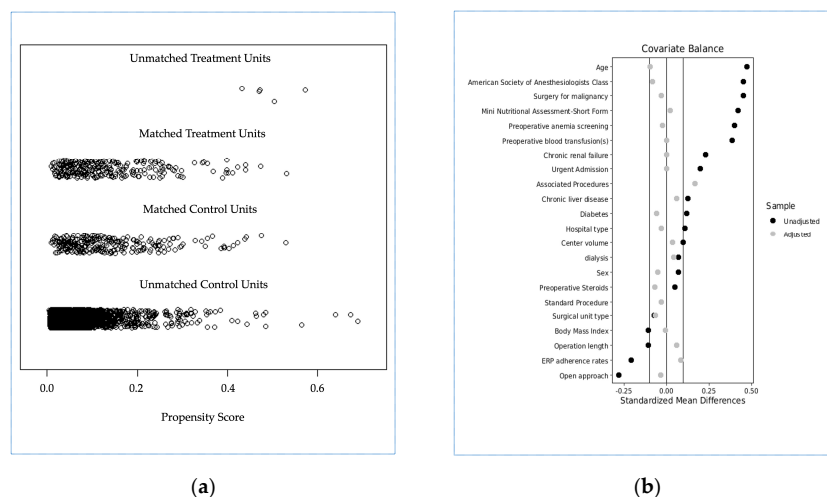 Unmatched Treatment Units
Matched Treatment Units
Matched Control Units
Unmatched Control Units
0.0 0.2 0.4 0.6
Propensity Score
(a)
Covariate Balance
Age
American Society of Anesthesiologists Class
Surgery for malignancy
Mini Nutritional Assessment-Short Form
Preoperative anemia screening
Preoperative blood transfusion(s)
Chronic renal failure
Urgent Admission
Associated Procedures
Chronic liver disease
Diabetes
Hospital type
Center volume
dialysis
Sex
Preoperative Steroids
Standard Procedure
Surgical unit type
Body Mass Index
Operation length
ERP adherence rates
Open approach
-0.25 0.00 0.25 0.50
Standardized Mean Differences
Sample
Unadjusted
Adjusted
(b)